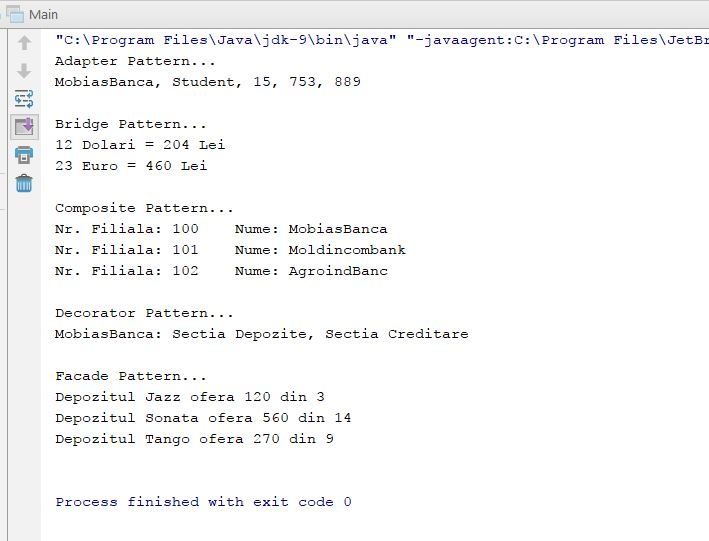 Main
"C:\Program Files\Java\jdk-9\bin\java" "-javaagent:C:\Program Files\JetBr
Adapter Pattern...
MobiasBanca, Student, 15, 753, 889
Bridge Pattern...
12 Dolari = 204 Lei
23 Euro = 460 Lei
Composite Pattern...
Nr. Filiala: 100    Nume: MobiasBanca
Nr. Filiala: 101    Nume: Moldincombank
Nr. Filiala: 102    Nume: AgroindBanc
Decorator Pattern...
MobiasBanca: Sectia Depozite, Sectia Creditare
Facade Pattern...
Depozitul Jazz ofera 120 din 3
Depozitul Sonata ofera 560 din 14
Depozitul Tango ofera 270 din 9
Process finished with exit code 0